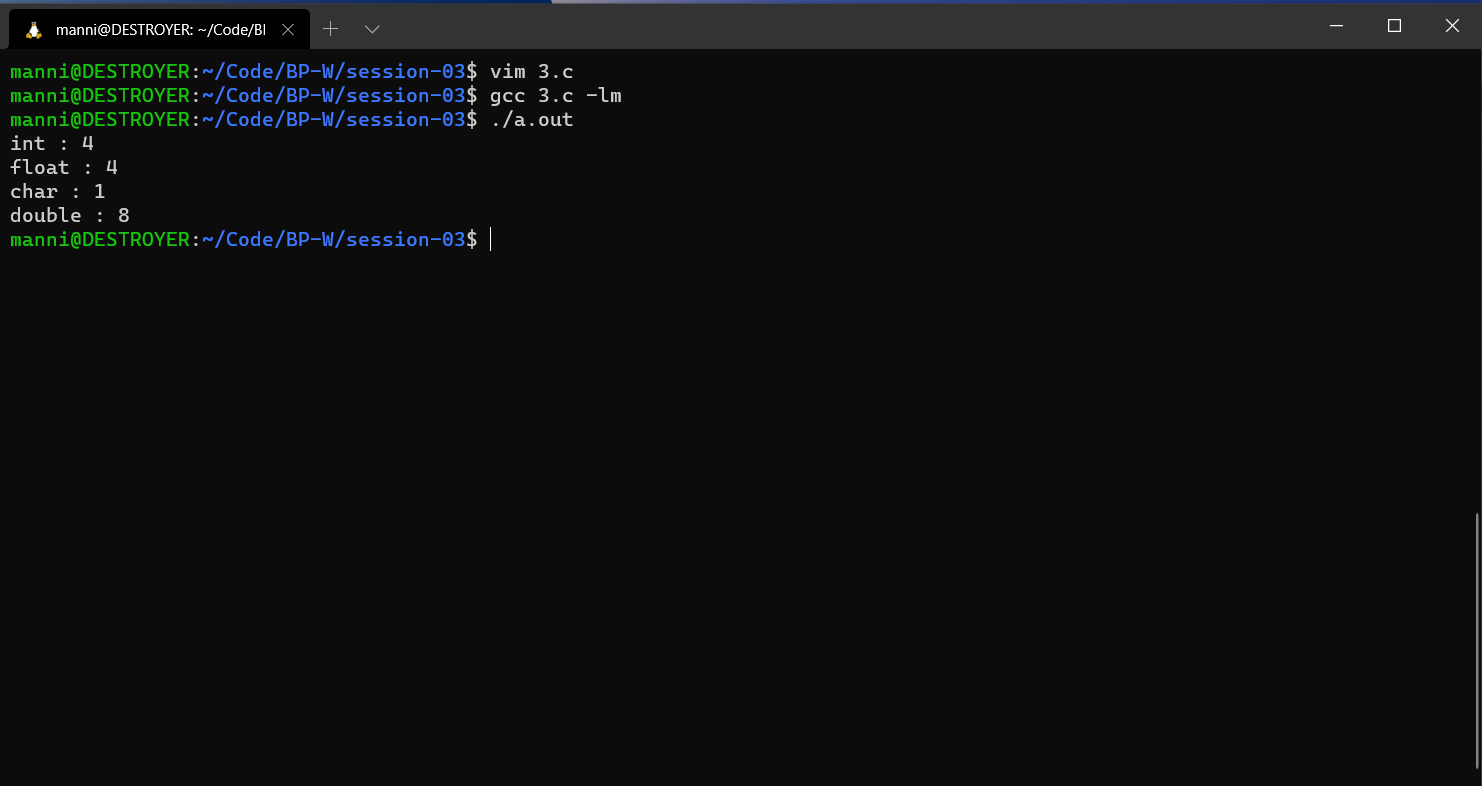 manni@DESTROYER: ~/Code/BI
manni@DESTROYER:~/Code/BP-W/session-03$ vim 3.c
manni@DESTROYER:~/Code/BP-W/session-03$ gcc 3.c -lm
manni@DESTROYER:~/Code/BP-W/session-03$ ./a.out
int : 4
float : 4
char : 1
double : 8
manni@DESTROYER:~/Code/BP-W/session-03$